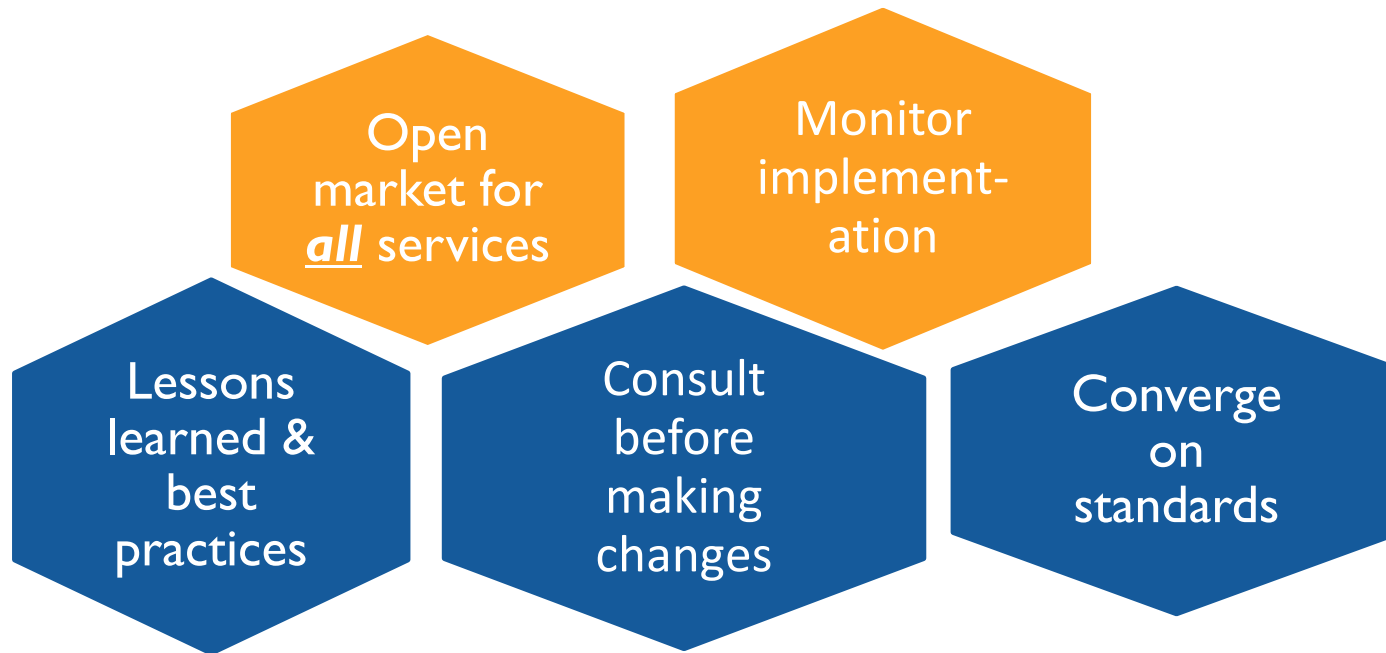 Open
market for
all services
Monitor
implement-
ation
Lessons
learned &
best
practices
Consult
before
making
changes
Converge
on
standards